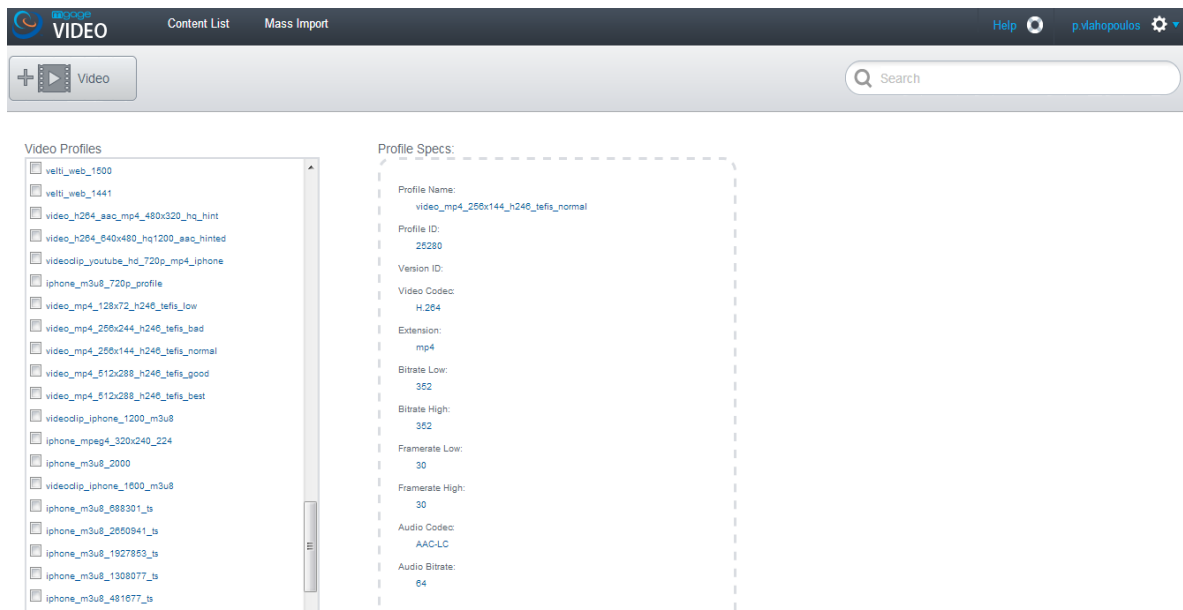 mgage
VIDEO
Content List
Mass Import
Help
p.vlahopoulos
Video
Search
Video Profiles
velti_web_1500
velti_web_1441
video_h264_aac_mp4_480x320_hq_hint
video_h264_640x480_hq1200_aac_hinted
videoclip_youtube_hd_720p_mp4_iphone
iphone_m3u8_720p_profile
video_mp4_128x72_h246_tefis_low
video_mp4_256x244_h246_tefis_bad
video_mp4_256x144_h246_tefis_normal
video_mp4_512x288_h246_tefis_good
video_mp4_512x288_h246_tefis_best
videoclip_iphone_1200_m3u8
iphone_mpeg4_320x240_224
iphone_m3u8_2000
videoclip_iphone_1600_m3u8
iphone_m3u8_688301_ts
iphone_m3u8_2650941_ts
iphone_m3u8_1927853_ts
iphone_m3u8_1308077_ts
iphone_m3u8_481677_ts
Profile Specs:
Profile Name:
video_mp4_256x144_h246_tefis_normal
Profile ID:
25280
Version ID:
Video Codec:
H.264
Extension:
mp4
Bitrate Low:
352
Bitrate High:
352
Framerate Low:
30
Framerate High:
30
Audio Codec:
AAC-LC
Audio Bitrate:
64